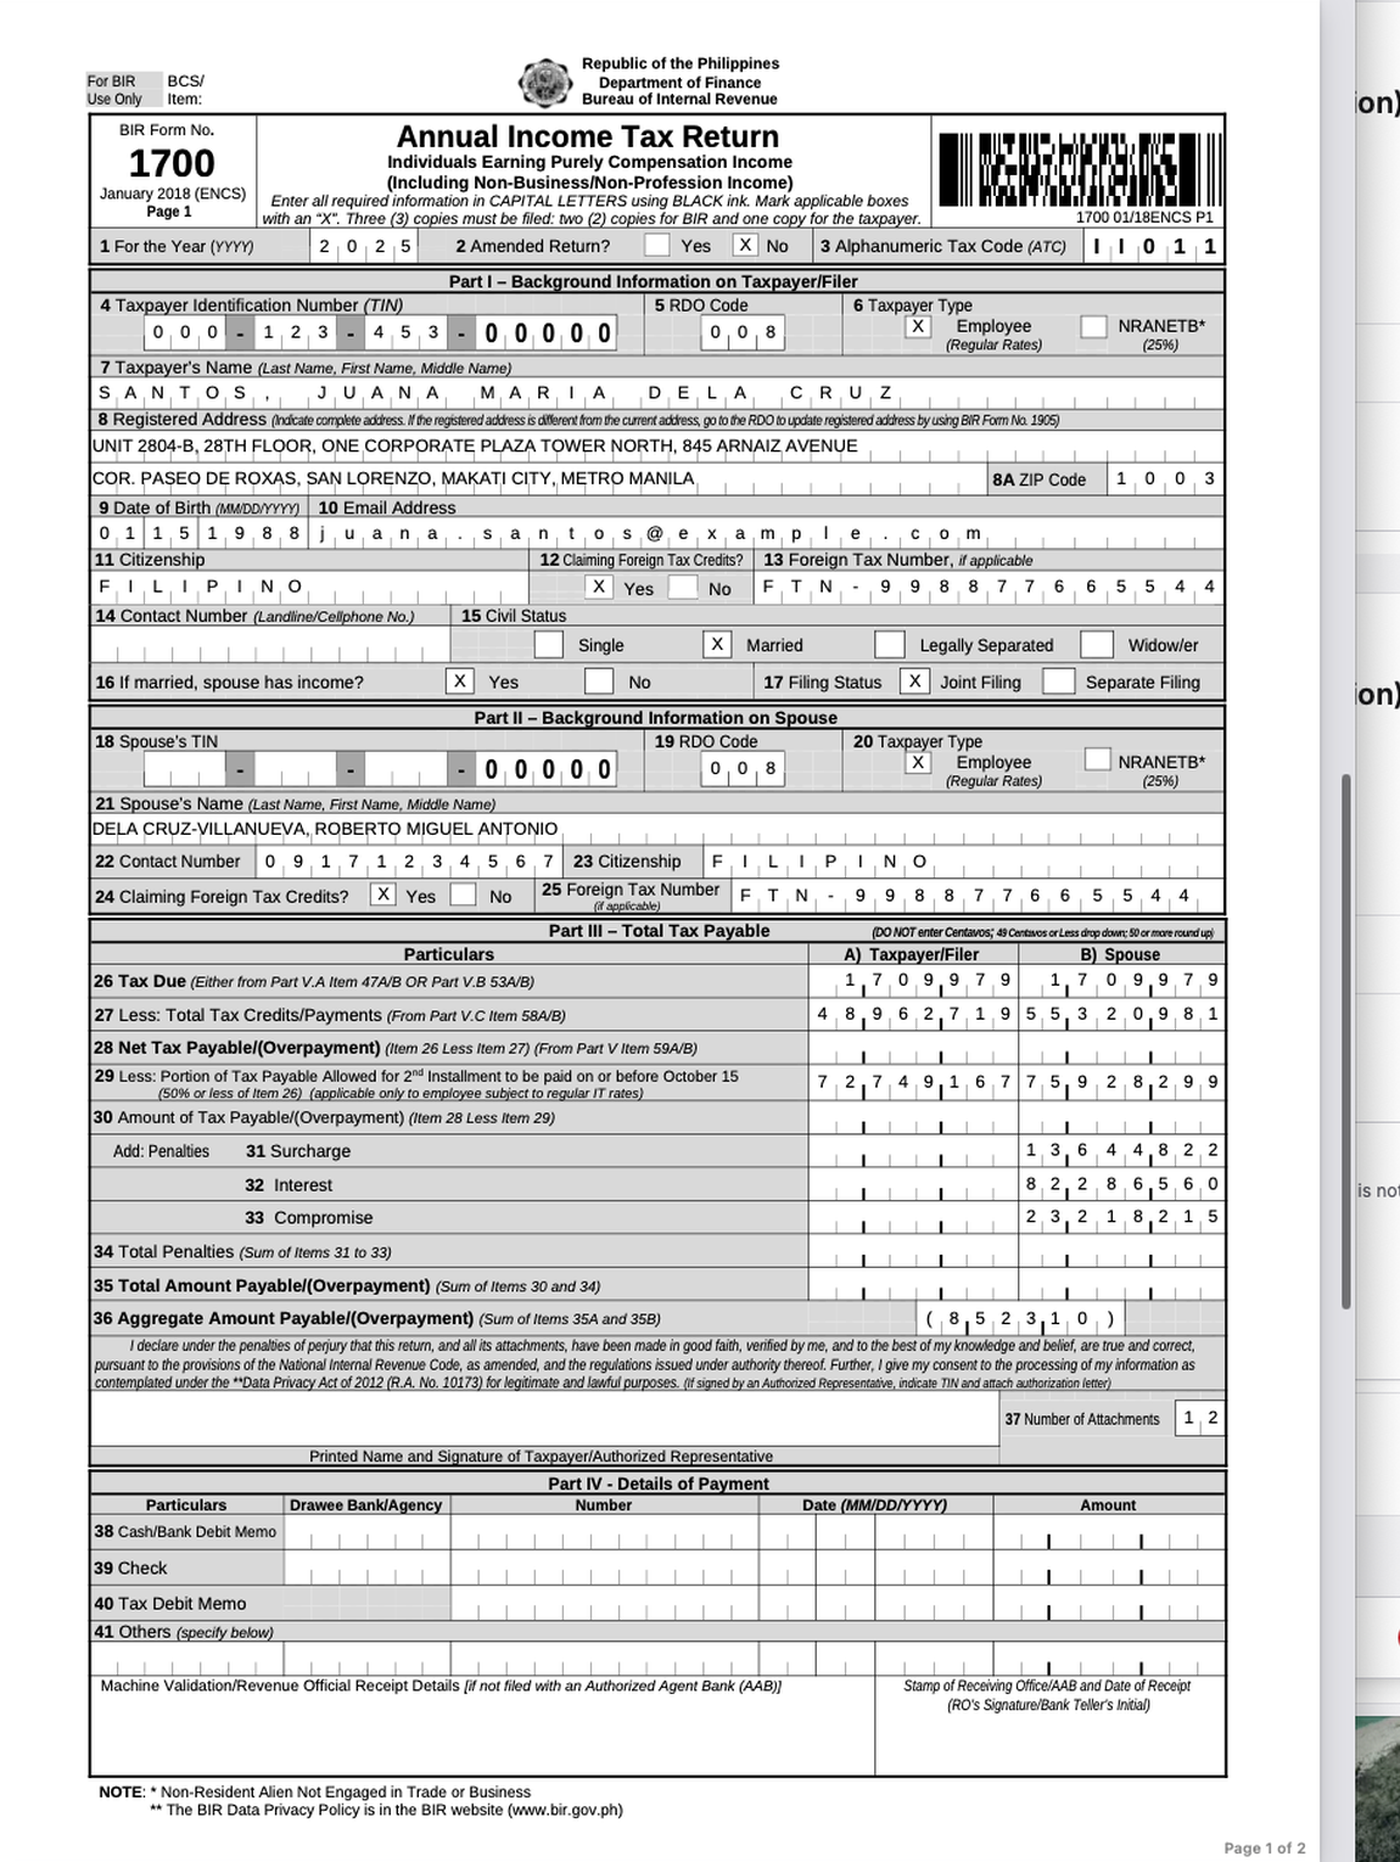 For BIR Use Only BCS/ Item:
Republic of the Philippines
Department of Finance
Bureau of Internal Revenue
BIR Form No.
1700
January 2018 (ENCS)
Page 1
Annual Income Tax Return
Individuals Earning Purely Compensation Income
(Including Non-Business/Non-Profession Income)
Enter all required information in CAPITAL LETTERS using BLACK ink. Mark applicable boxes
with an “X”. Three (3) copies must be filed: two (2) copies for BIR and one copy for the taxpayer.
1700 01/18ENCS P1
1 For the Year (YYYY) 2025 2 Amended Return? Yes X No 3 Alphanumeric Tax Code (ATC) II011
Part I – Background Information on Taxpayer/Filer
4 Taxpayer Identification Number (TIN) 5 RDO Code 6 Taxpayer Type
000 - 123 - 453 - 00000 008 X Employee NRANETB*
(Regular Rates) (25%)
7 Taxpayer's Name (Last Name, First Name, Middle Name)
SANTOS, JUANA MARIA DELA CRUZ
8 Registered Address (Indicate complete address. If the registered address is different from the current address, go to the RDO to update registered address by using BIR Form No. 1905)
UNIT 2804-B, 28TH FLOOR, ONE CORPORATE PLAZA TOWER NORTH, 845 ARNAIZ AVENUE
COR. PASEO DE ROXAS, SAN LORENZO, MAKATI CITY, METRO MANILA 8A ZIP Code 1003
9 Date of Birth (MM/DD/YYYY) 10 Email Address
01151988 juana.santos@example.com
11 Citizenship 12 Claiming Foreign Tax Credits? 13 Foreign Tax Number, if applicable
FILIPINO X Yes No FTN-998877665544
14 Contact Number (Landline/Cellphone No.) 15 Civil Status
Single X Married Legally Separated Widow/er
16 If married, spouse has income? X Yes No 17 Filing Status X Joint Filing Separate Filing
Part II – Background Information on Spouse
18 Spouse's TIN 19 RDO Code 20 Taxpayer Type
- - - 00000 008 X Employee NRANETB*
(Regular Rates) (25%)
21 Spouse's Name (Last Name, First Name, Middle Name)
DELA CRUZ-VILLANUEVA, ROBERTO MIGUEL ANTONIO
22 Contact Number 09171234567 23 Citizenship FILIPINO
24 Claiming Foreign Tax Credits? X Yes No 25 Foreign Tax Number (if applicable) FTN-998877665544
Part III – Total Tax Payable (DO NOT enter Centavos; 49 Centavos or Less drop down; 50 or more round up)
Particulars A) Taxpayer/Filer B) Spouse
26 Tax Due (Either from Part V.A Item 47A/B OR Part V.B 53A/B) 1709979 1709979
27 Less: Total Tax Credits/Payments (From Part V.C Item 58A/B) 48962719 55320981
28 Net Tax Payable/(Overpayment) (Item 26 Less Item 27) (From Part V Item 59A/B)
29 Less: Portion of Tax Payable Allowed for 2nd Installment to be paid on or before October 15 72749167 75928299
(50% or less of Item 26) (applicable only to employee subject to regular IT rates)
30 Amount of Tax Payable/(Overpayment) (Item 28 Less Item 29)
Add: Penalties 31 Surcharge 13644822
32 Interest 82286560
33 Compromise 23218215
34 Total Penalties (Sum of Items 31 to 33)
35 Total Amount Payable/(Overpayment) (Sum of Items 30 and 34)
36 Aggregate Amount Payable/(Overpayment) (Sum of Items 35A and 35B) (852310)
I declare under the penalties of perjury that this return, and all its attachments, have been made in good faith, verified by me, and to the best of my knowledge and belief, are true and correct,
pursuant to the provisions of the National Internal Revenue Code, as amended, and the regulations issued under authority thereof. Further, I give my consent to the processing of my information as
contemplated under the **Data Privacy Act of 2012 (R.A. No. 10173) for legitimate and lawful purposes. (If signed by an Authorized Representative, indicate TIN and attach authorization letter)
37 Number of Attachments 12
Printed Name and Signature of Taxpayer/Authorized Representative
Part IV - Details of Payment
Particulars Drawee Bank/Agency Number Date (MM/DD/YYYY) Amount
38 Cash/Bank Debit Memo
39 Check
40 Tax Debit Memo
41 Others (specify below)
Machine Validation/Revenue Official Receipt Details [if not filed with an Authorized Agent Bank (AAB)] Stamp of Receiving Office/AAB and Date of Receipt
(RO's Signature/Bank Teller's Initial)
NOTE: * Non-Resident Alien Not Engaged in Trade or Business
** The BIR Data Privacy Policy is in the BIR website (www.bir.gov.ph)
Page 1 of 2
ion)
ion)
is not